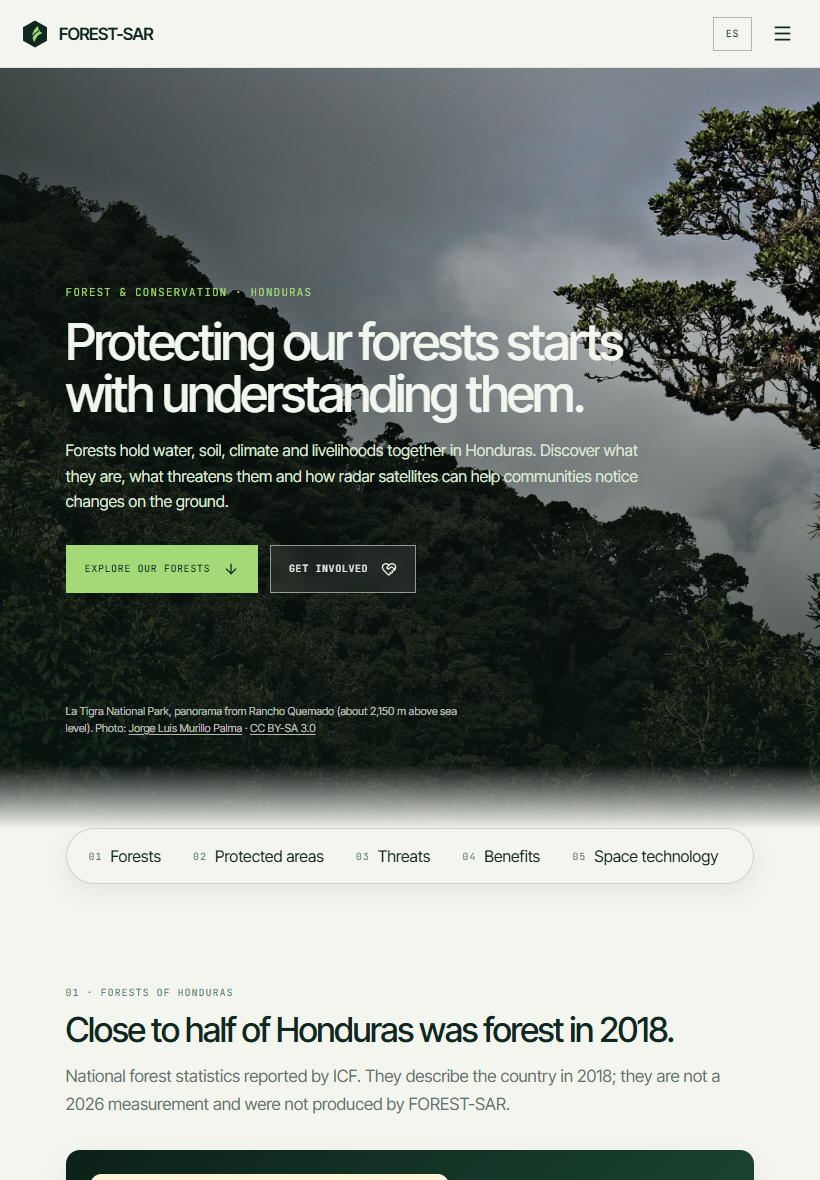 FOREST-SAR
ES
FOREST & CONSERVATION · HONDURAS
Protecting our forests starts
with understanding them.
Forests hold water, soil, climate and livelihoods together in Honduras. Discover what
they are, what threatens them and how radar satellites can help communities notice
changes on the ground.
EXPLORE OUR FORESTS
GET INVOLVED
La Tigra National Park, panorama from Rancho Quemado (about 2,150 m above sea
level). Photo: Jorge Luis Murillo Palma · CC BY-SA 3.0
01 Forests 02 Protected areas 03 Threats 04 Benefits 05 Space technology
01 · FORESTS OF HONDURAS
Close to half of Honduras was forest in 2018.
National forest statistics reported by ICF. They describe the country in 2018; they are not a
2026 measurement and were not produced by FOREST-SAR.